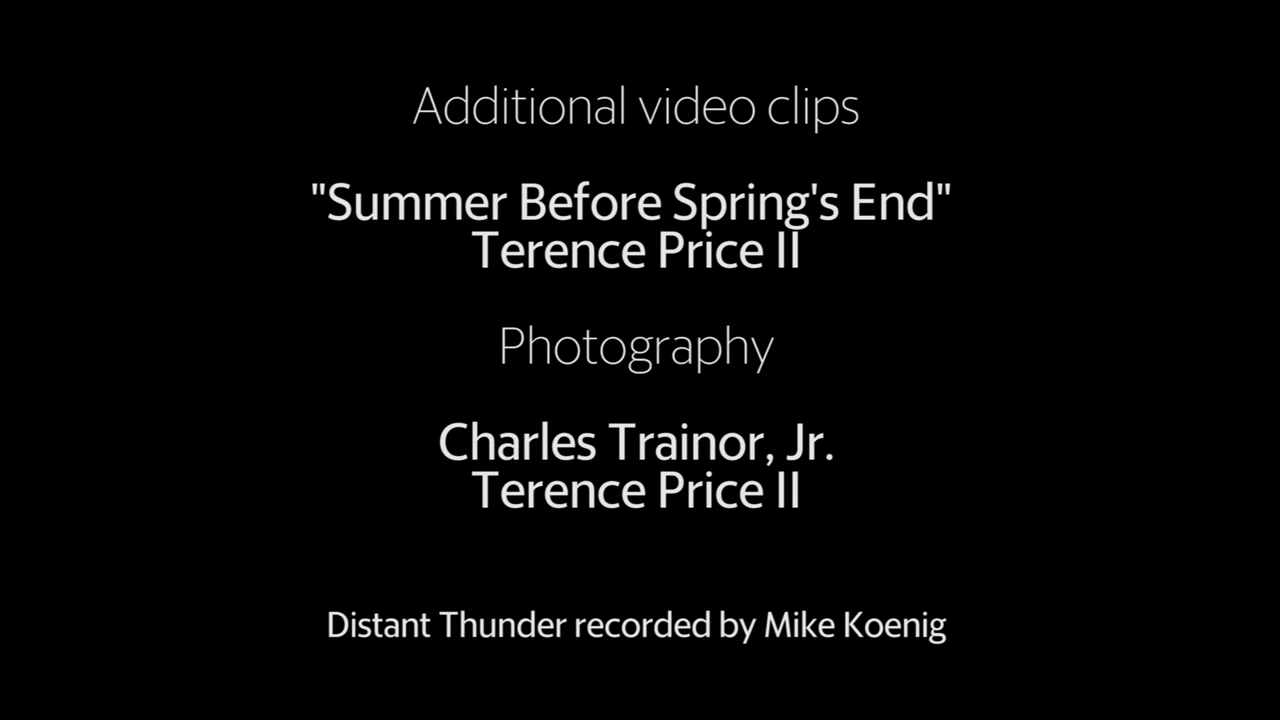 Additional video clips
"Summer Before Spring's End"
Terence Price II
Photography
Charles Trainor, Jr.
Terence Price II
Distant Thunder recorded by Mike Koenig